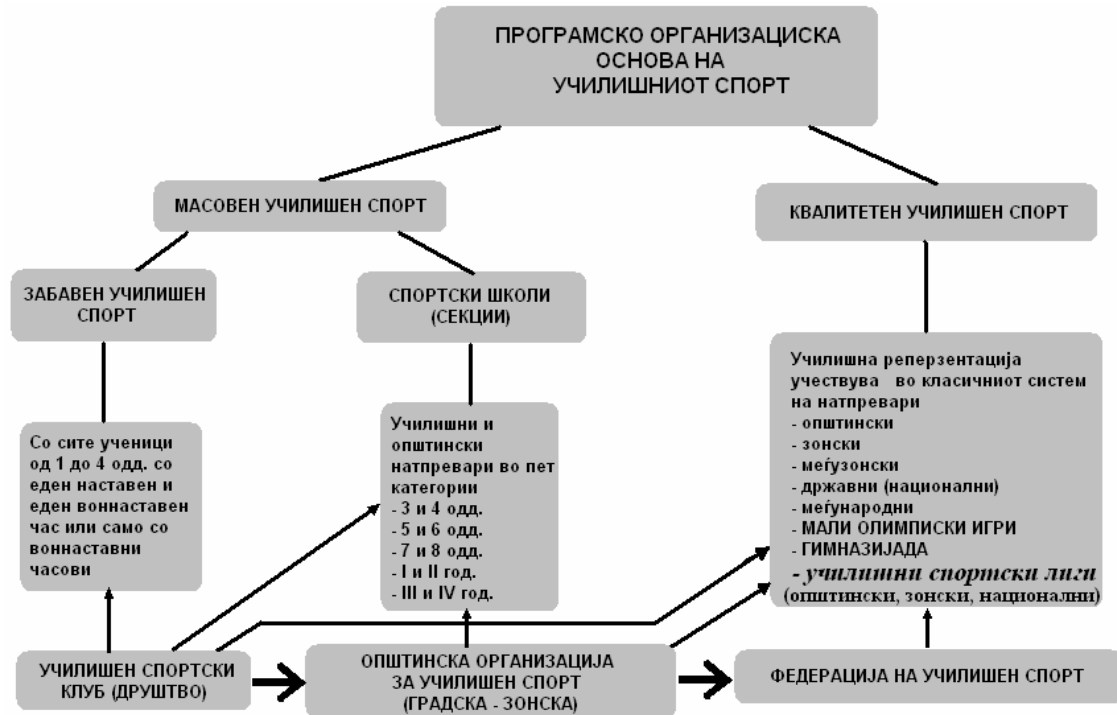 ПРОГРАМСКО ОРГАНИЗАЦИСКА
ОСНОВА НА
УЧИЛИШНИОТ СПОРТ
МАСОВЕН УЧИЛИШЕН СПОРТ
КВАЛИТЕТЕН УЧИЛИШЕН СПОРТ
ЗАБАВЕН УЧИЛИШЕН
СПОРТ
СПОРТСКИ ШКОЛИ
(СЕКЦИИ)
Со сите ученици
од 1 до 4 одд. со
еден наставен и
еден воннаставен
час или само со
воннаставни
часови
Училишни и
општински
натпревари во пет
категории
- 3 и 4 одд.
- 5 и 6 одд.
- 7 и 8 одд.
- I и II год.
- III и IV год.
Училишна реперзентација
учествува во класичниот систем
на натпревари
- општински
- зонски
- меѓузонски
- државни (национални)
- меѓународни
- МАЛИ ОЛИМПИСКИ ИГРИ
- ГИМНАЗИЈАДА
- училишни спортски лиги
(општински, зонски, национални)
УЧИЛИШЕН СПОРТСКИ
КЛУБ (ДРУШТВО)
ОПШТИНСКА ОРГАНИЗАЦИЈА
ЗА УЧИЛИШЕН СПОРТ
(ГРАДСКА - ЗОНСКА)
ФЕДЕРАЦИЈА НА УЧИЛИШЕН СПОРТ